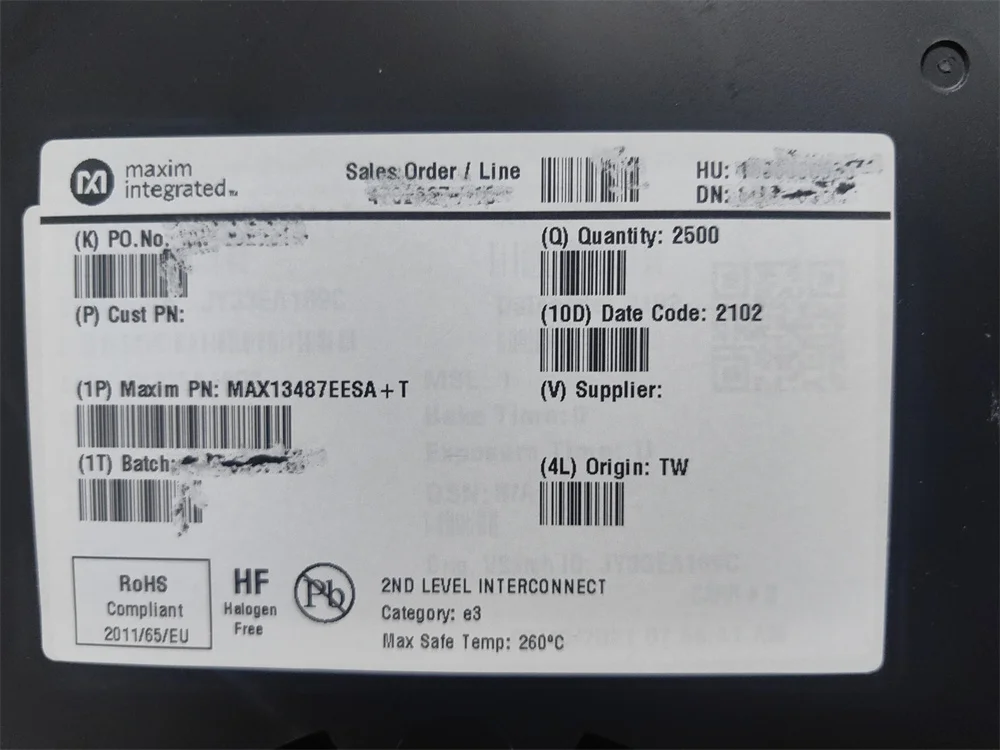 maxim
integrated™
Sales Order / Line
HU:
DN:
(K) PO.No.
(Q) Quantity: 2500
(P) Cust PN:
(10D) Date Code: 2102
(1P) Maxim PN: MAX13487EESA+T
(V) Supplier:
(1T) Batch:
(4L) Origin: TW
RoHS
Compliant
2011/65/EU
HF
Halogen
Free
Pb
2ND LEVEL INTERCONNECT
Category: e3
Max Safe Temp: 260°C